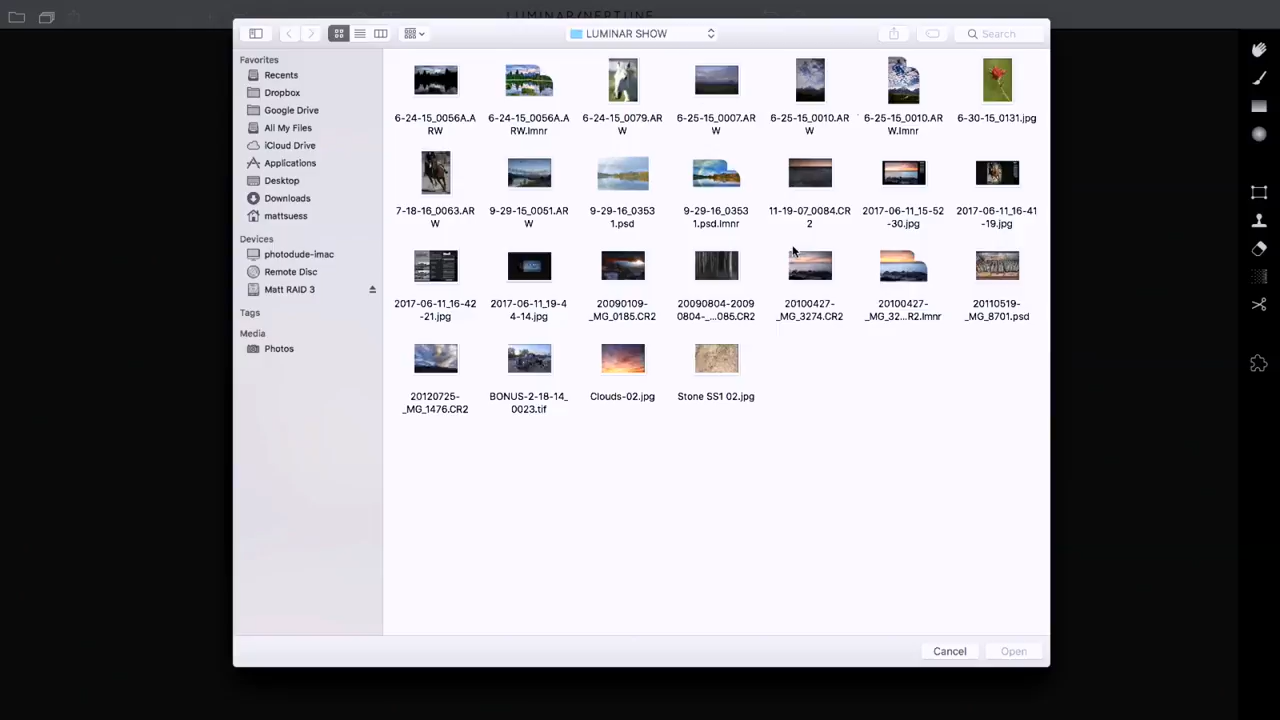 LUMINAR/NEPTUNE
LUMINAR SHOW
Search
Favorites
Recents
Dropbox
Google Drive
All My Files
iCloud Drive
Applications
Desktop
Downloads
mattsuess
Devices
photodude-imac
Remote Disc
Matt RAID 3
Tags
Media
Photos
6-24-15_0056A.A
RW
6-24-15_0056A.A
RW.lmnr
6-24-15_0079.AR
W
6-25-15_0007.AR
W
6-25-15_0010.AR
W
6-25-15_0010.AR
W.lmnr
6-30-15_0131.jpg
7-18-16_0063.AR
W
9-29-15_0051.AR
W
9-29-16_0353
1.psd
9-29-16_0353
1.psd.lmnr
11-19-07_0084.CR
2
2017-06-11_15-52
-30.jpg
2017-06-11_16-41
-19.jpg
2017-06-11_16-42
-21.jpg
2017-06-11_19-4
4-14.jpg
20090109-
_MG_0185.CR2
20090804-2009
0804-_...085.CR2
20100427-
_MG_3274.CR2
20100427-
_MG_32...R2.lmnr
20110519-
_MG_8701.psd
20120725-
_MG_1476.CR2
BONUS-2-18-14_
0023.tif
Clouds-02.jpg
Stone SS1 02.jpg
Cancel
Open